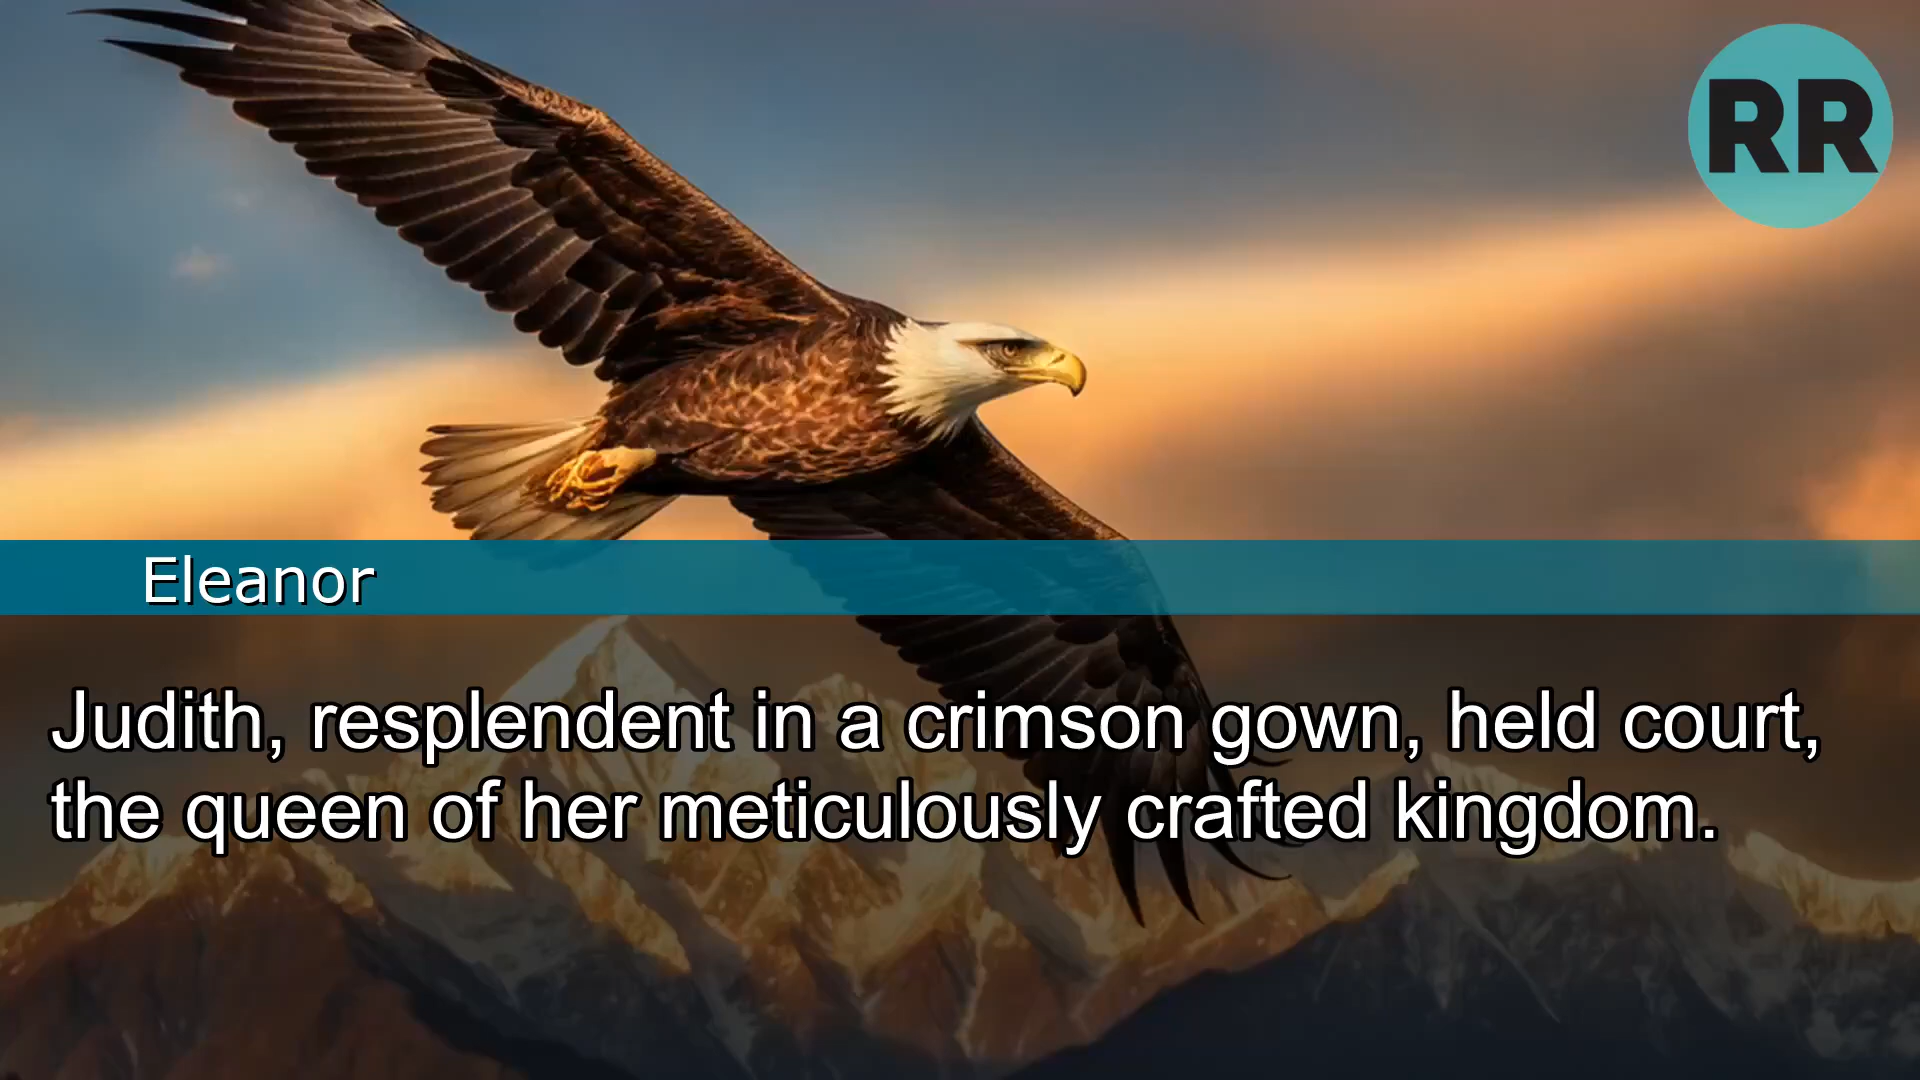 RR
Eleanor
Judith, resplendent in a crimson gown, held court,
the queen of her meticulously crafted kingdom.